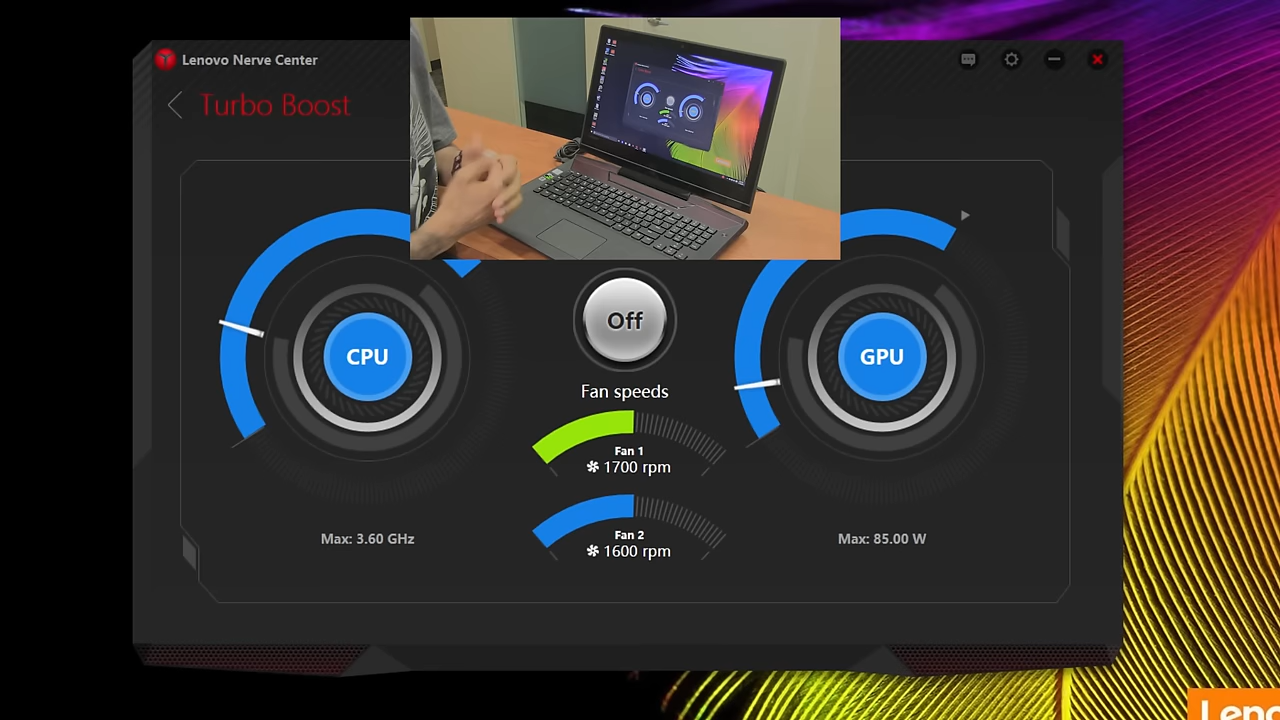 Lenovo Nerve Center
Turbo Boost
Off
CPU
GPU
Fan speeds
Fan 1
1700 rpm
Fan 2
1600 rpm
Max: 3.60 GHz
Max: 85.00 W